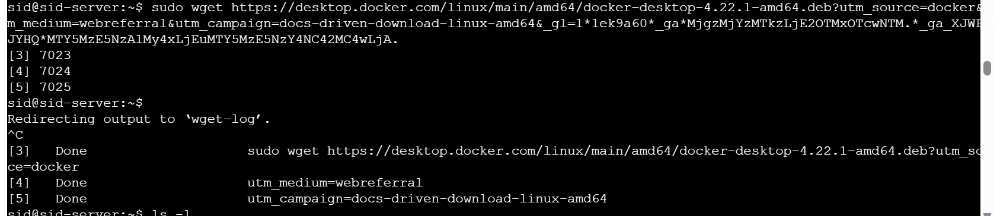 sid@sid-server:~$ sudo wget https://desktop.docker.com/linux/main/amd64/docker-desktop-4.22.1-amd64.deb?utm_source=docker&
m_medium=webreferral&utm_campaign=docs-driven-download-linux-amd64&_gl=1*1ek9a60*_ga*MjgzMjYzMTkzLjE2OTMxOTcwNTM.*_ga_XJWP
JYHQ*MTY5MzE5NzA1My4xLjEuMTY5MzE5NzY4NC42MC4wLjA.
[3] 7023
[4] 7024
[5] 7025
sid@sid-server:~$
Redirecting output to ‘wget-log’.
^C
[3]   Done                    sudo wget https://desktop.docker.com/linux/main/amd64/docker-desktop-4.22.1-amd64.deb?utm_so
ce=docker
[4]   Done                    utm_medium=webreferral
[5]   Done                    utm_campaign=docs-driven-download-linux-amd64
sid@sid-server:~$ ls -l